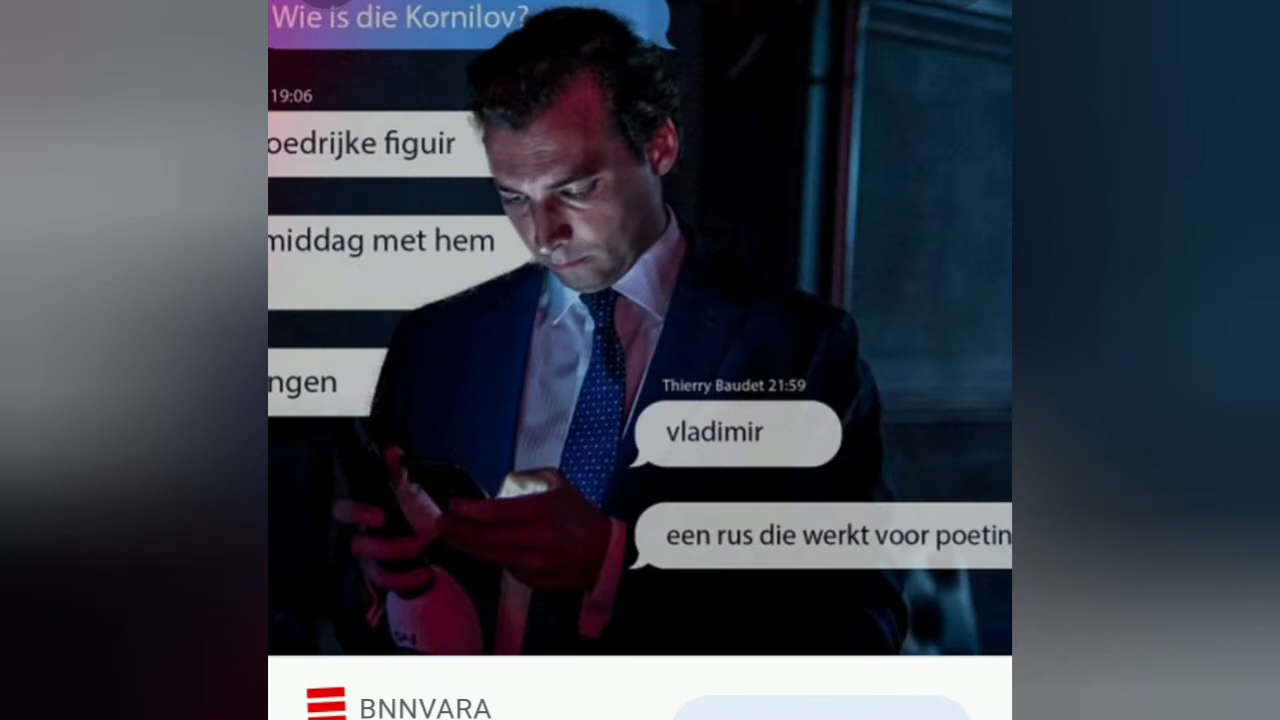 Wie is die Kornilov?
19:06
oedrijke figuir
middag met hem
ngen
Thierry Baudet 21:59
vladimir
een rus die werkt voor poetin
BNNVARA